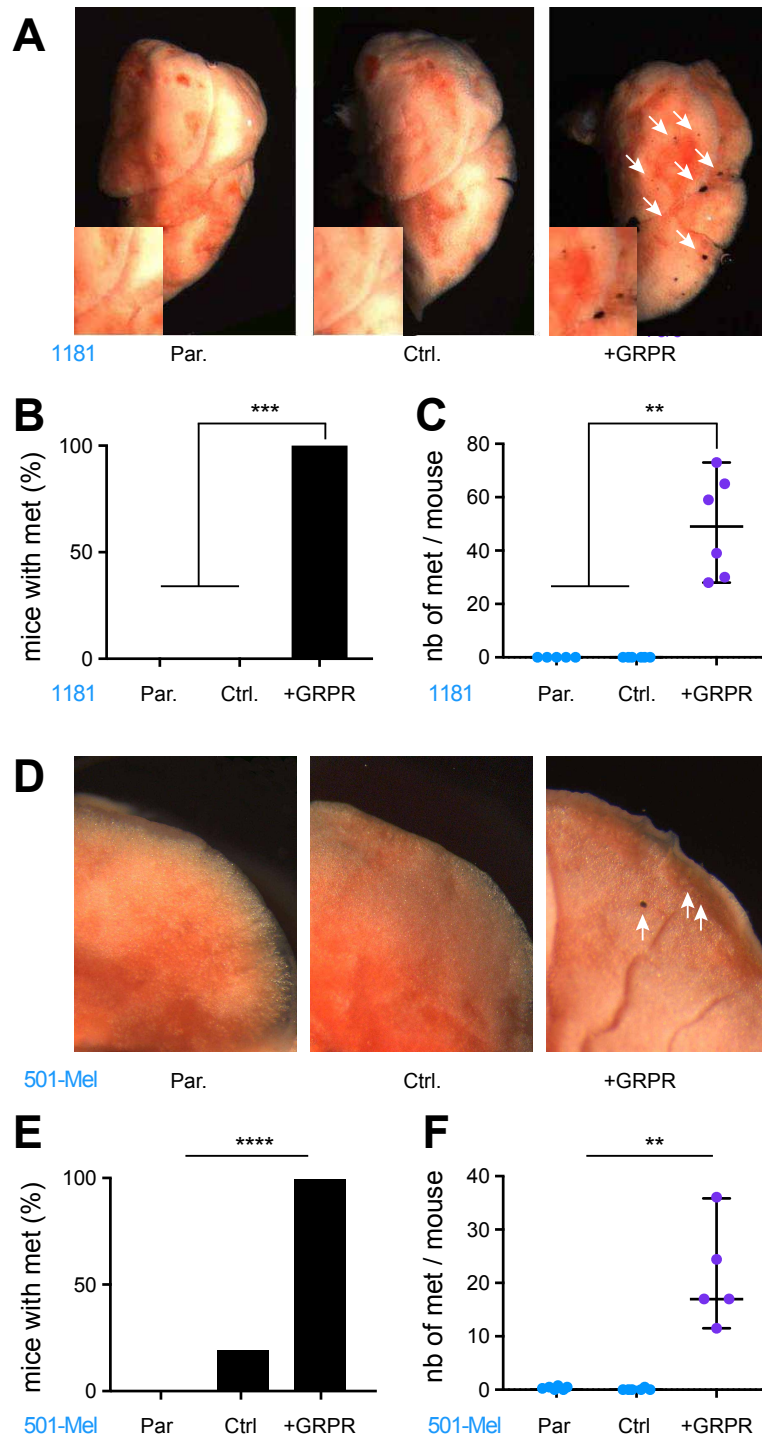 A
1181 Par. Ctrl. +GRPR
B
***
mice with met (%)
100
50
0
1181 Par. Ctrl. +GRPR
C
**
nb of met / mouse
80
60
40
20
0
1181 Par. Ctrl. +GRPR
D
501-Mel Par. Ctrl. +GRPR
E
****
mice with met (%)
100
50
0
501-Mel Par Ctrl +GRPR
F
**
nb of met / mouse
40
30
20
10
0
501-Mel Par Ctrl +GRPR